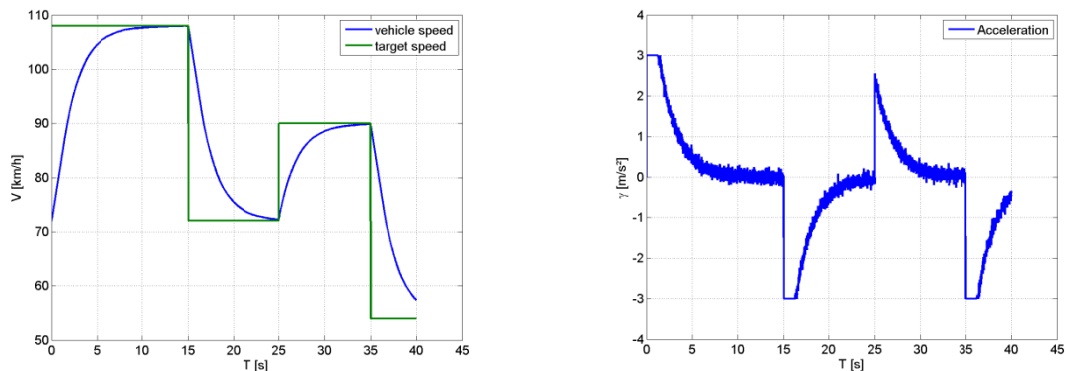 110
100
90
80
70
60
50
V [km/h]
0 5 10 15 20 25 30 35 40 45
T [s]
vehicle speed
target speed
4
3
2
1
0
-1
-2
-3
-4
γ [m/s²]
0 5 10 15 20 25 30 35 40 45
T [s]
Acceleration